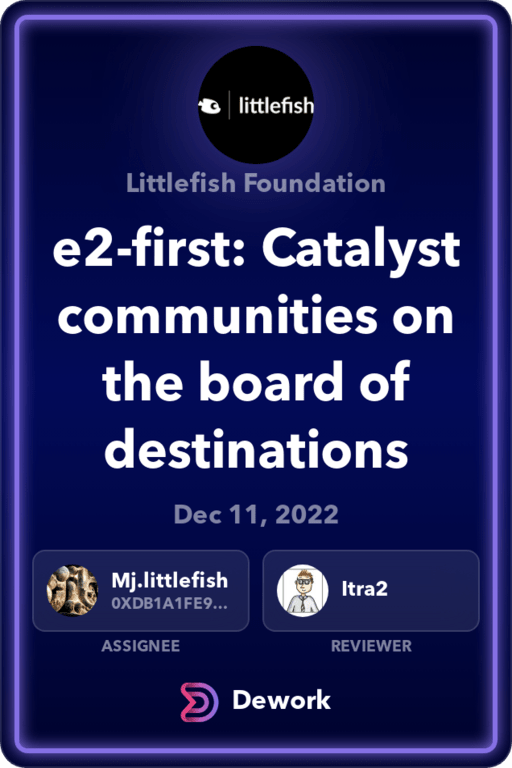 littlefish
Littlefish Foundation
e2-first: Catalyst
communities on
the board of
destinations
Dec 11, 2022
Mj.littlefish
0XDB1A1FE9...
Itra2
ASSIGNEE
REVIEWER
Dework